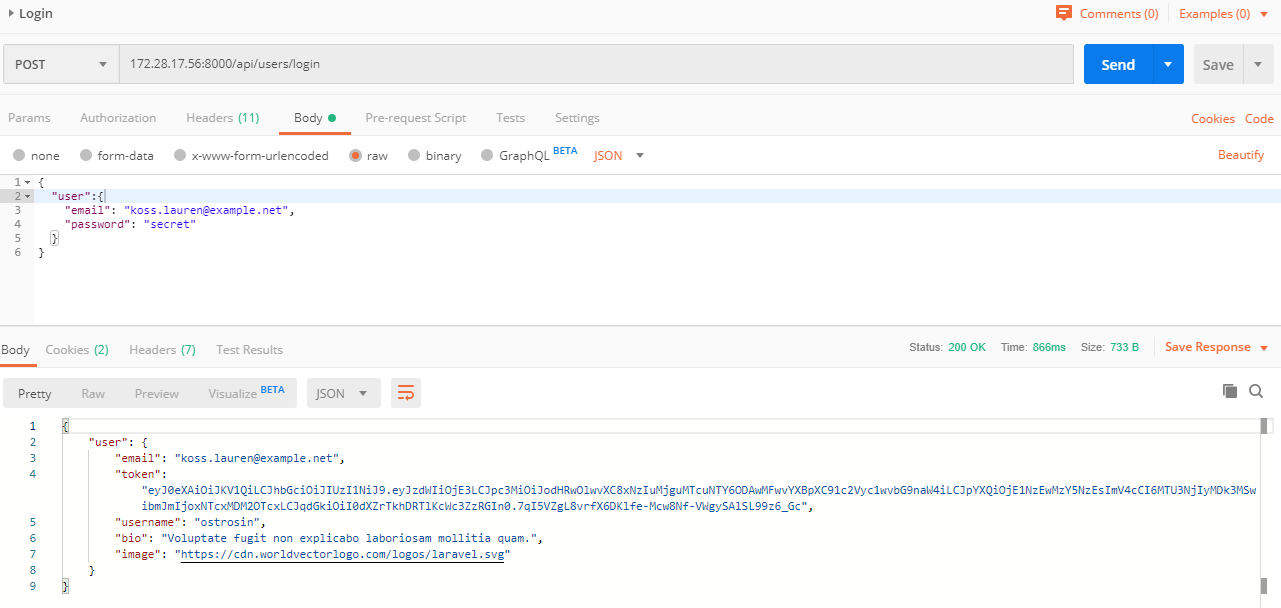 Login
Comments (0) Examples (0)
POST 172.28.17.56:8000/api/users/login Send Save
Params Authorization Headers (11) Body Pre-request Script Tests Settings Cookies Code
none form-data x-www-form-urlencoded raw binary GraphQL BETA JSON Beautify
1 {
2 "user":{
3 "email": "koss.lauren@example.net",
4 "password": "secret"
5 }
6 }
Body Cookies (2) Headers (7) Test Results Status: 200 OK Time: 866ms Size: 733 B Save Response
Pretty Raw Preview Visualize BETA JSON
1 {
2 "user": {
3 "email": "koss.lauren@example.net",
4 "token":
"eyJ0eXAiOiJKV1QiLCJhbGciOiJIUzI1NiJ9.eyJzdWIiOjE3LCJpc3MiOiJodHRwOlwvXC8xNzIuMjguMTcuNTY6ODAwMFwvYXBpXC91c2Vyc1wvbG9naW4iLCJpYXQiOjE1NzEwMzY5NzEsImV4cCI6MTU3NjIyMDk3MSw
ibmJmIjoxNTcxMDM2OTcxLCJqdGkiOiI0dXZrTkhDRTlKcWc3ZzRGIn0.7qI5VZgL8vrfX6DKlfe-Mcw8Nf-VWgySAlSL99z6_Gc",
5 "username": "ostrosin",
6 "bio": "Voluptate fugit non explicabo laboriosam mollitia quam.",
7 "image": "https://cdn.worldvectorlogo.com/logos/laravel.svg"
8 }
9 }